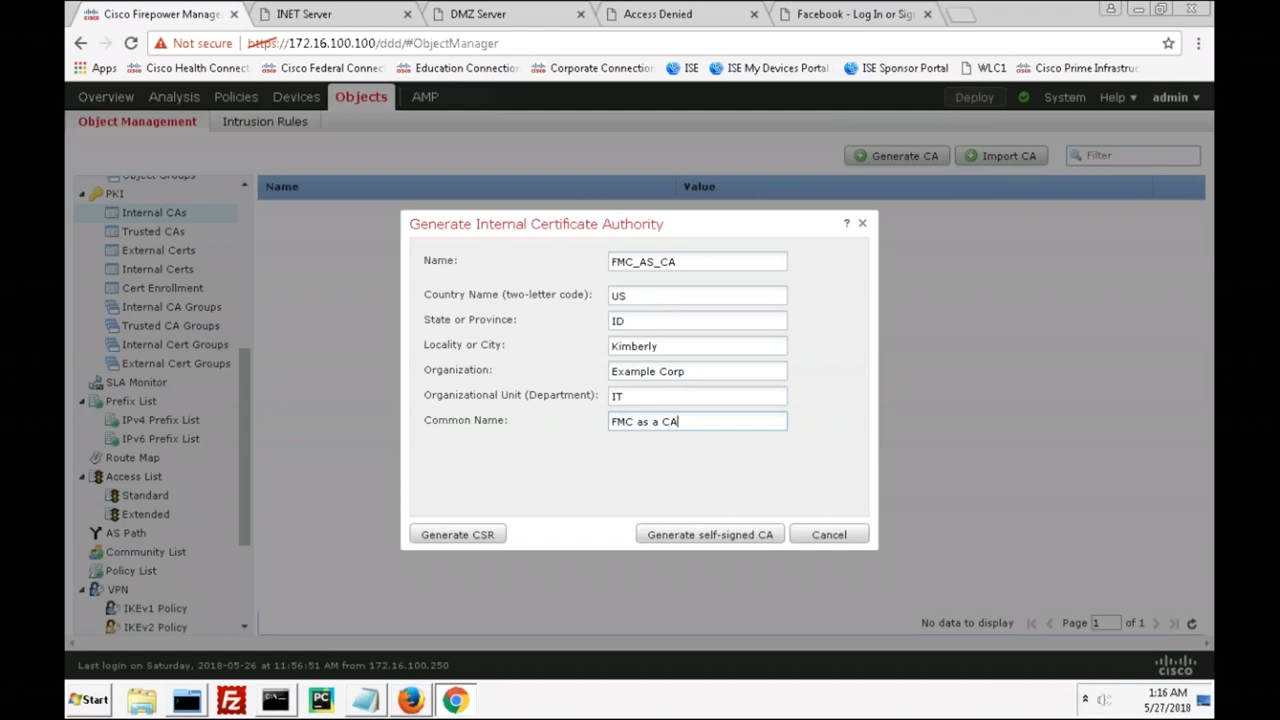 Cisco Firepower Manage
INET Server
DMZ Server
Access Denied
Facebook - Log In or Sig
Not secure https://172.16.100.100/ddd/#ObjectManager
Apps Cisco Health Connect Cisco Federal Connec Education Connection Corporate Connection ISE ISE My Devices Portal ISE Sponsor Portal WLC1 Cisco Prime Infrastruc
Overview Analysis Policies Devices Objects AMP Deploy System Help admin
Object Management Intrusion Rules
Generate CA Import CA Filter
Object Groups
PKI
Internal CAs
Trusted CAs
External Certs
Internal Certs
Cert Enrollment
Internal CA Groups
Trusted CA Groups
Internal Cert Groups
External Cert Groups
SLA Monitor
Prefix List
IPv4 Prefix List
IPv6 Prefix List
Route Map
Access List
Standard
Extended
AS Path
Community List
Policy List
VPN
IKEv1 Policy
IKEv2 Policy
Name Value
Generate Internal Certificate Authority ?
Name: FMC_AS_CA
Country Name (two-letter code): US
State or Province: ID
Locality or City: Kimberly
Organization: Example Corp
Organizational Unit (Department): IT
Common Name: FMC as a CA
Generate CSR Generate self-signed CA Cancel
No data to display Page 1 of 1
Last login on Saturday, 2018-05-26 at 11:56:51 AM from 172.16.100.250
CISCO
Start
FZ
PC
1:16 AM
5/27/2018